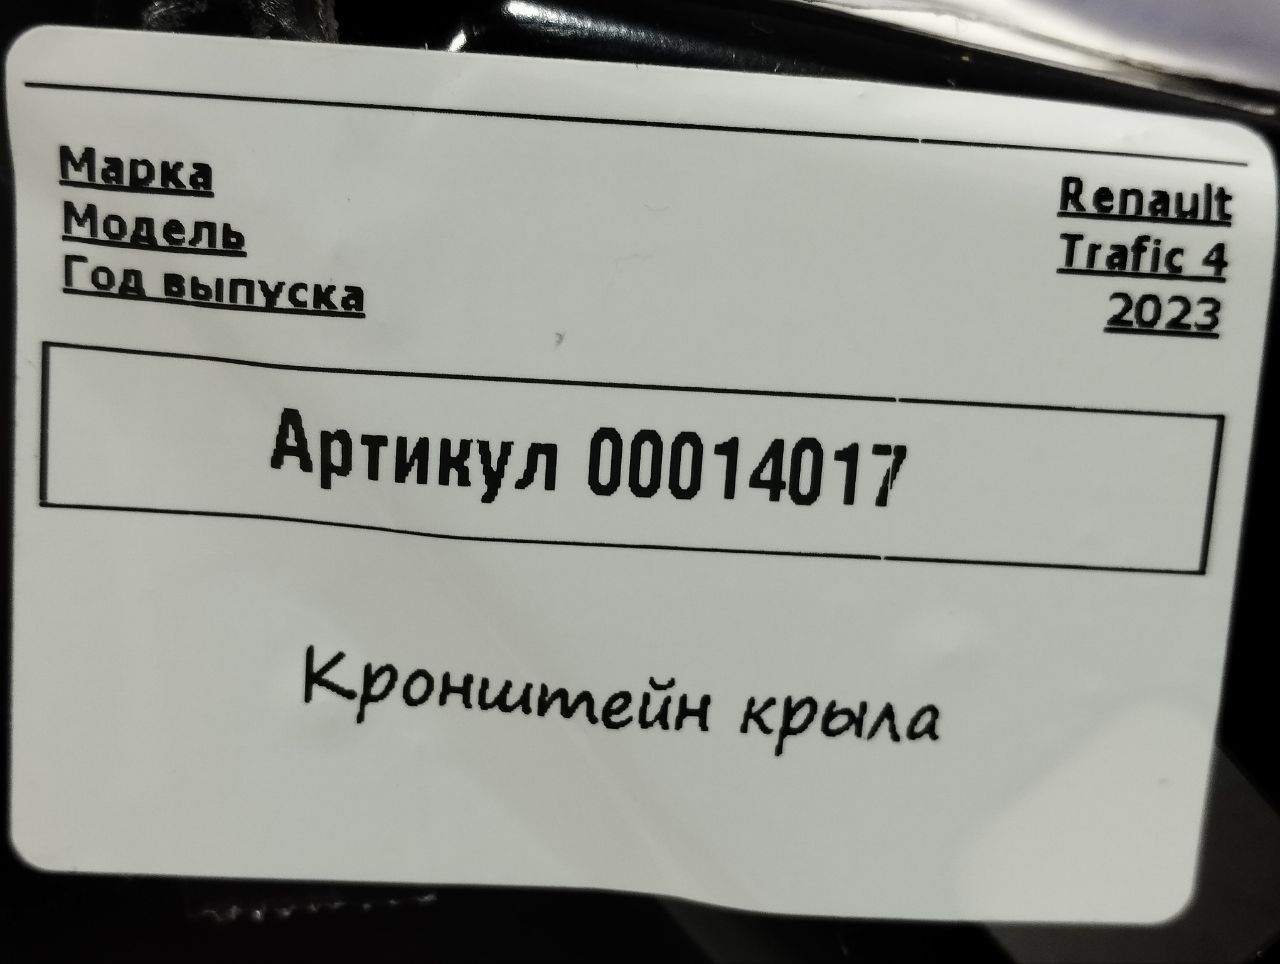 Марка Renault
Модель Trafic 4
Год выпуска 2023
Артикул 00014017
Кронштейн крыла